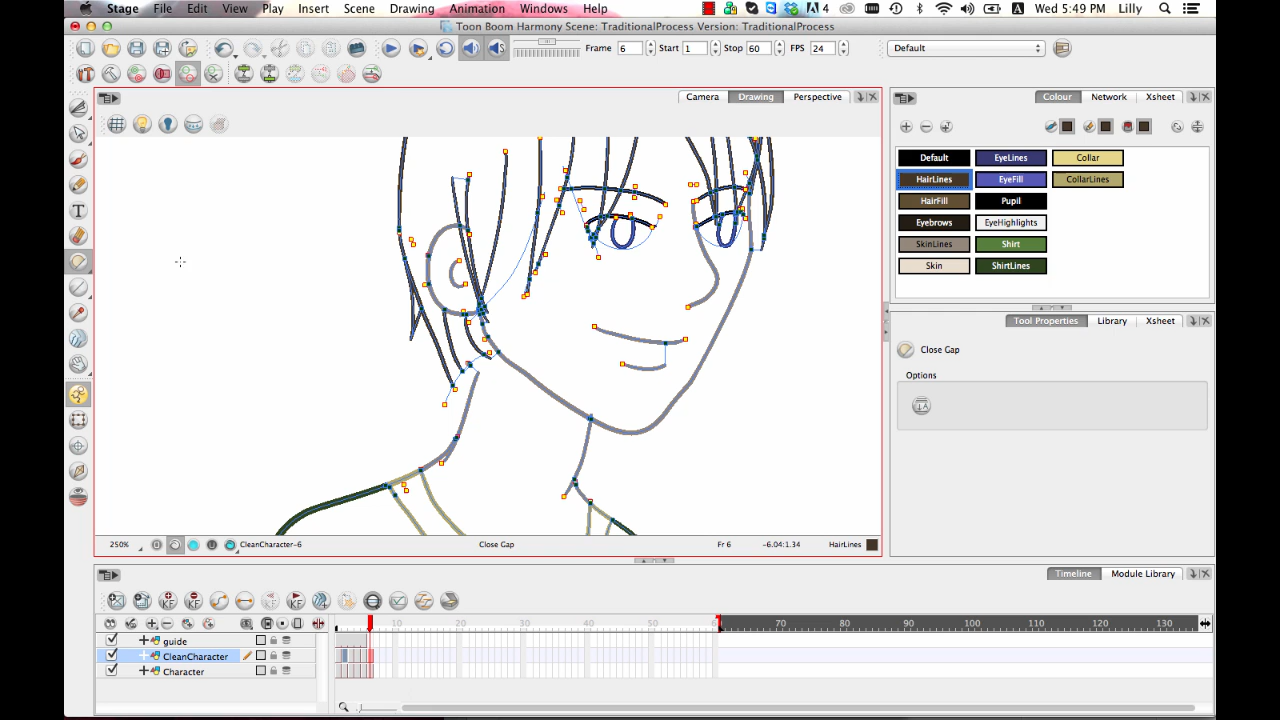 Stage File Edit View Play Insert Scene Drawing Animation Windows Help 4 A Wed 5:49 PM Lilly
Toon Boom Harmony Scene: TraditionalProcess Version: TraditionalProcess
Frame 6 Start 1 Stop 60 FPS 24 Default
Camera Drawing Perspective
Colour Network Xsheet
Default EyeLines Collar
HairLines EyeFill CollarLines
HairFill Pupil
Eyebrows EyeHighlights
SkinLines Shirt
Skin ShirtLines
Tool Properties Library Xsheet
Close Gap
Options
250% CleanCharacter-6 Close Gap Fr 6 -6.04:1.34 HairLines
Timeline Module Library
10 20 30 40 50 70 80 90 100 110 120 130
guide
CleanCharacter
Character